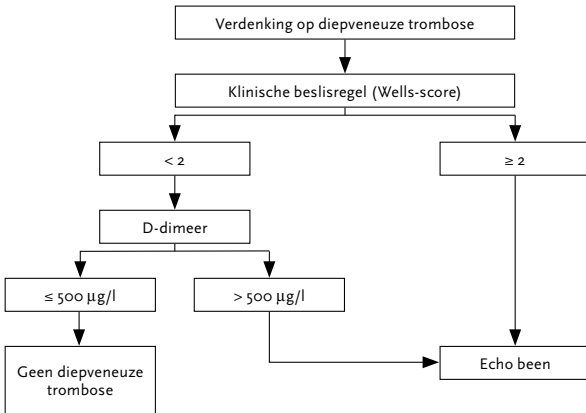 Verdenking op diepveneuze trombose
Klinische beslisregel (Wells-score)
< 2
≥ 2
D-dimeer
≤ 500 µg/l
> 500 µg/l
Geen diepveneuze
trombose
Echo been